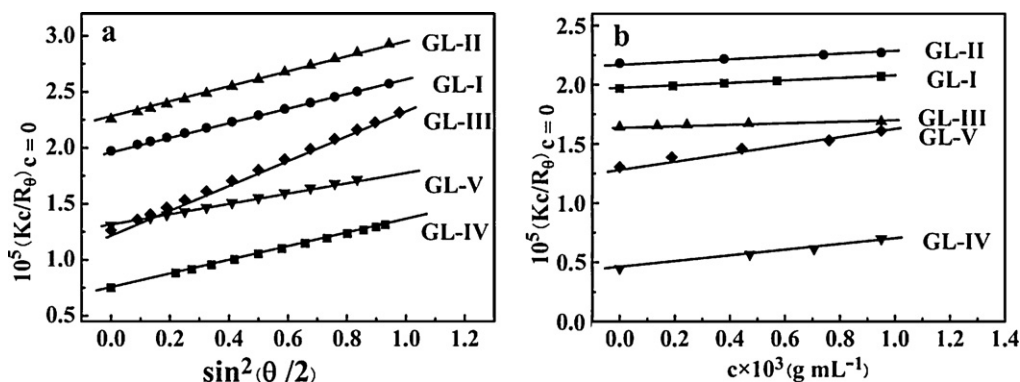 a
3.0
2.5
2.0
1.5
1.0
0.5
10⁵(Kc/Rθ)c=0
GL-II
GL-I
GL-III
GL-V
GL-IV
0.0 0.2 0.4 0.6 0.8 1.0 1.2
sin²(θ/2)
b
2.5
2.0
1.5
1.0
0.5
0.0
10⁵(Kc/Rθ)c=0
GL-II
GL-I
GL-III
GL-V
GL-IV
0.0 0.2 0.4 0.6 0.8 1.0 1.2 1.4
c×10³(g mL⁻¹)